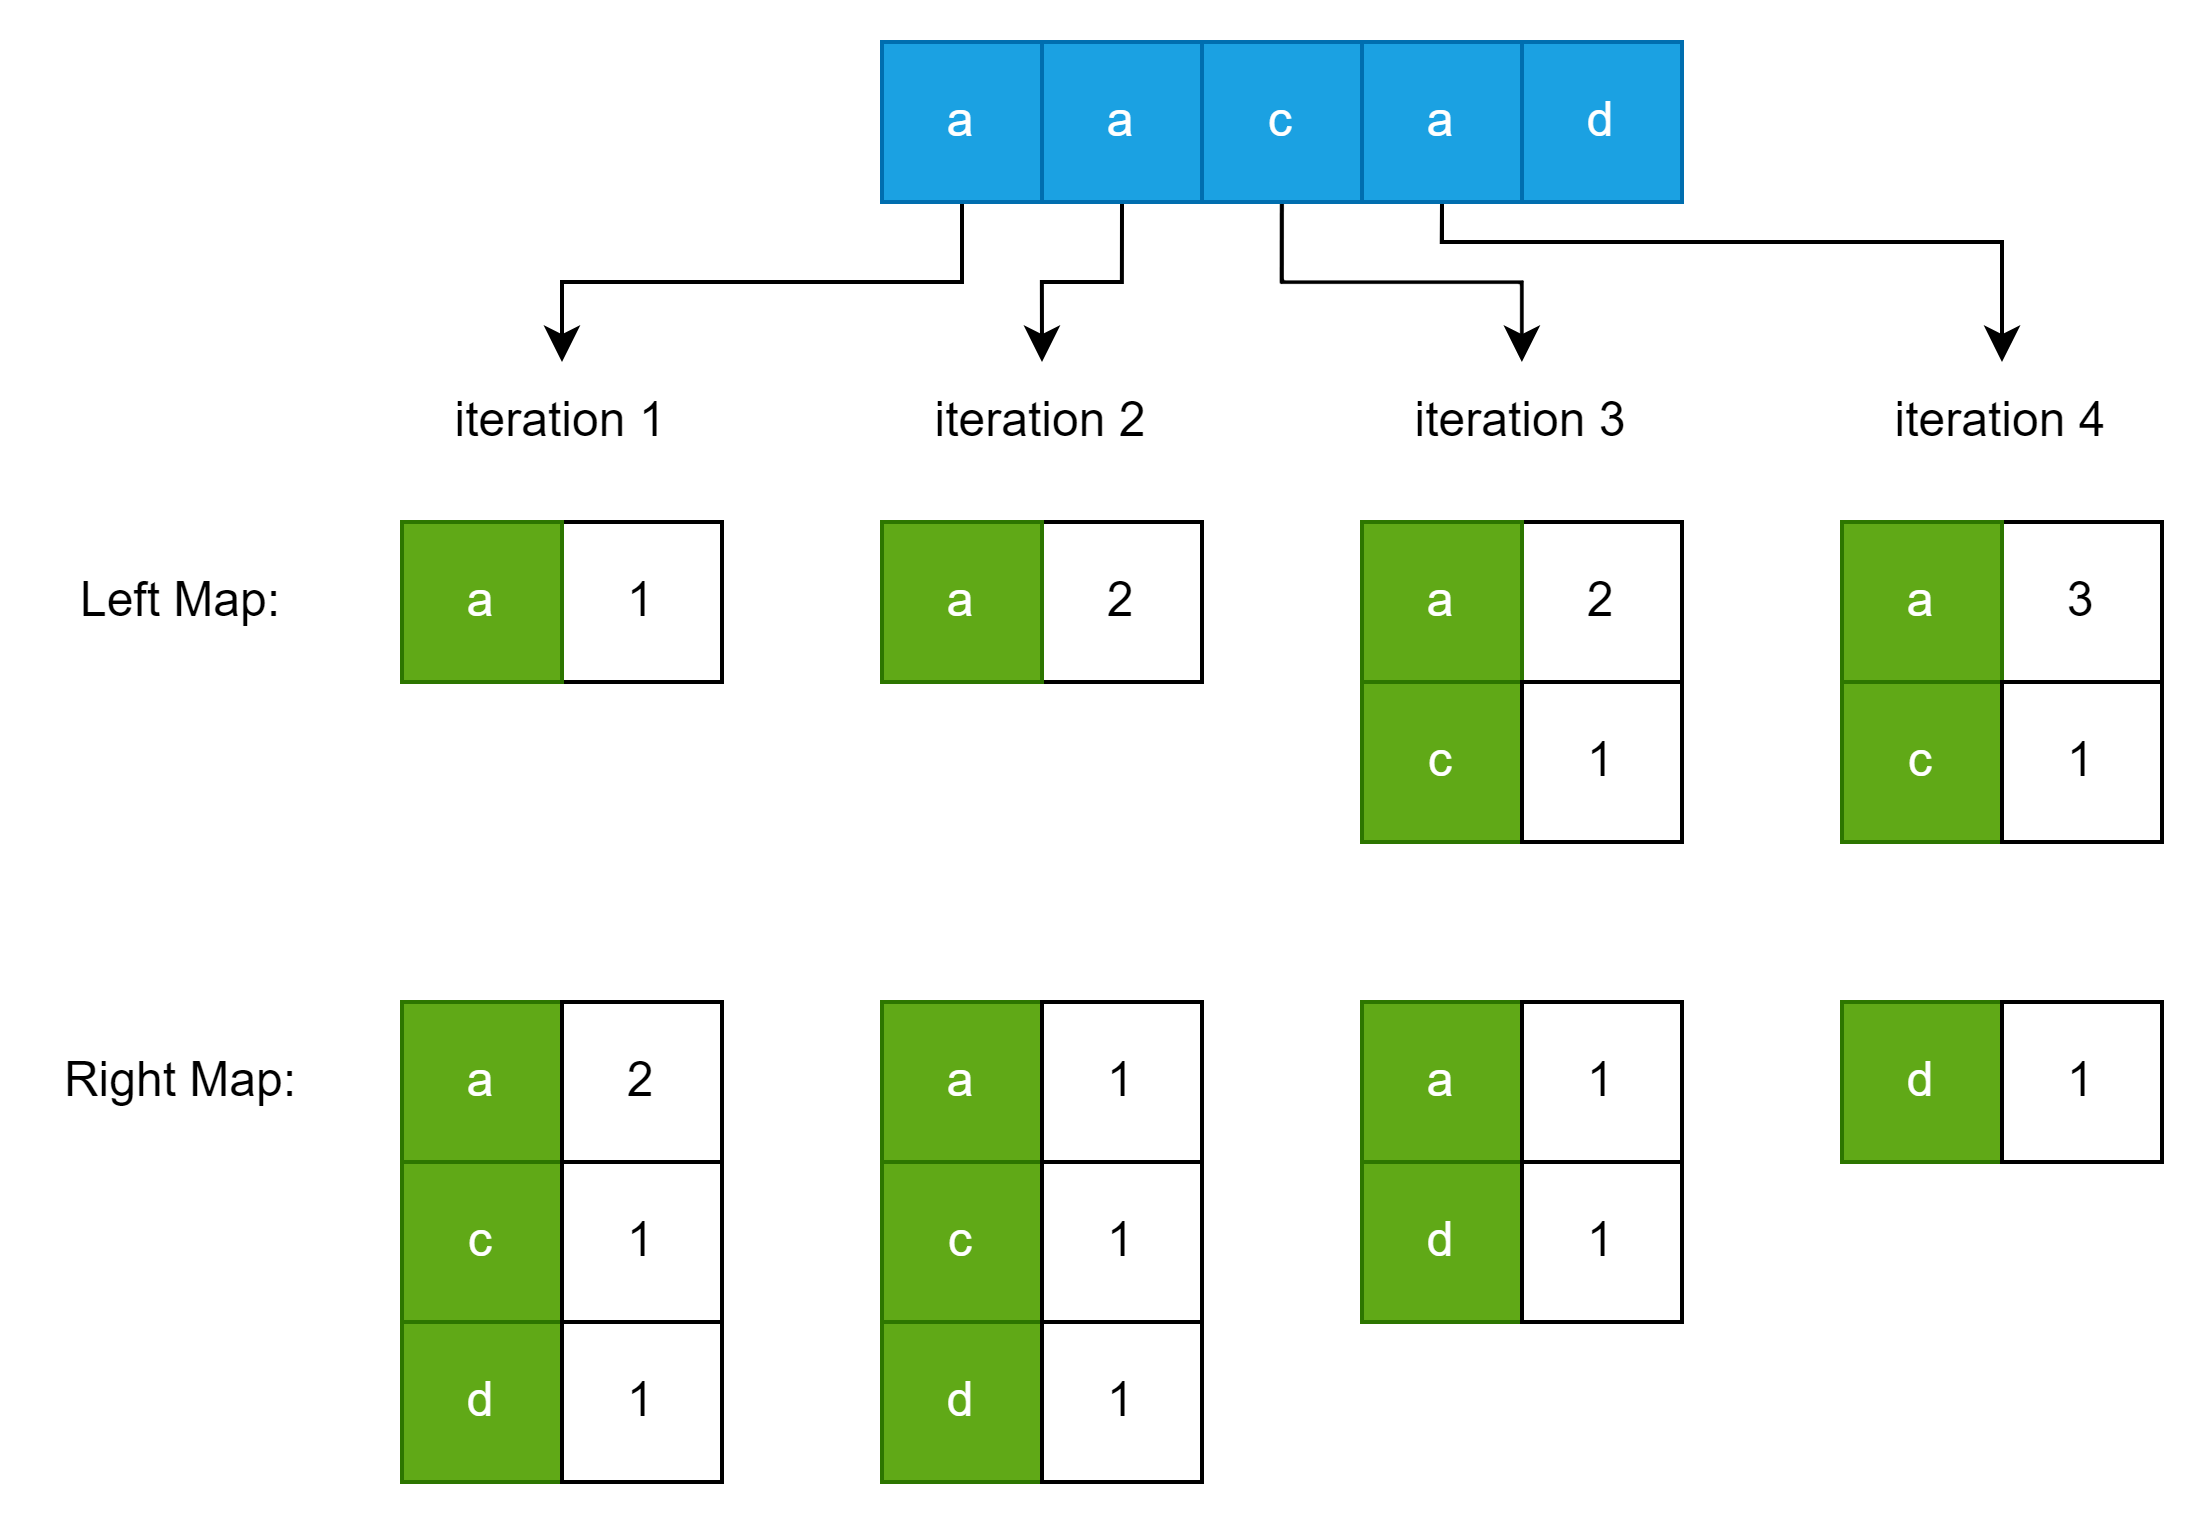 a a c a d
iteration 1 iteration 2 iteration 3 iteration 4
Left Map: a 1 a 2 a 2 a 3
c 1 c 1
Right Map: a 2 a 1 a 1 d 1
c 1 c 1 d 1
d 1 d 1